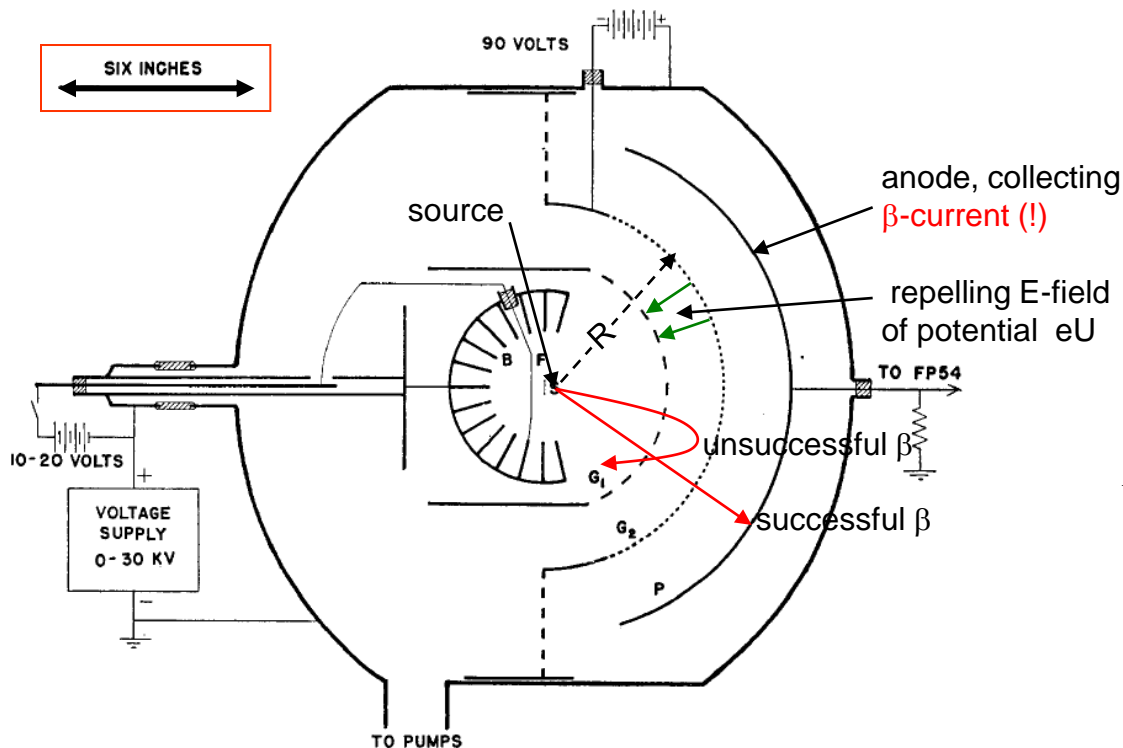 SIX INCHES
90 VOLTS
- +
source
anode, collecting
β-current (!)
repelling E-field
of potential eU
R
B F
S
TO FP54
10-20 VOLTS
+
VOLTAGE
SUPPLY
0-30 KV
-
unsuccessful β
G₁
successful β
G₂
P
TO PUMPS